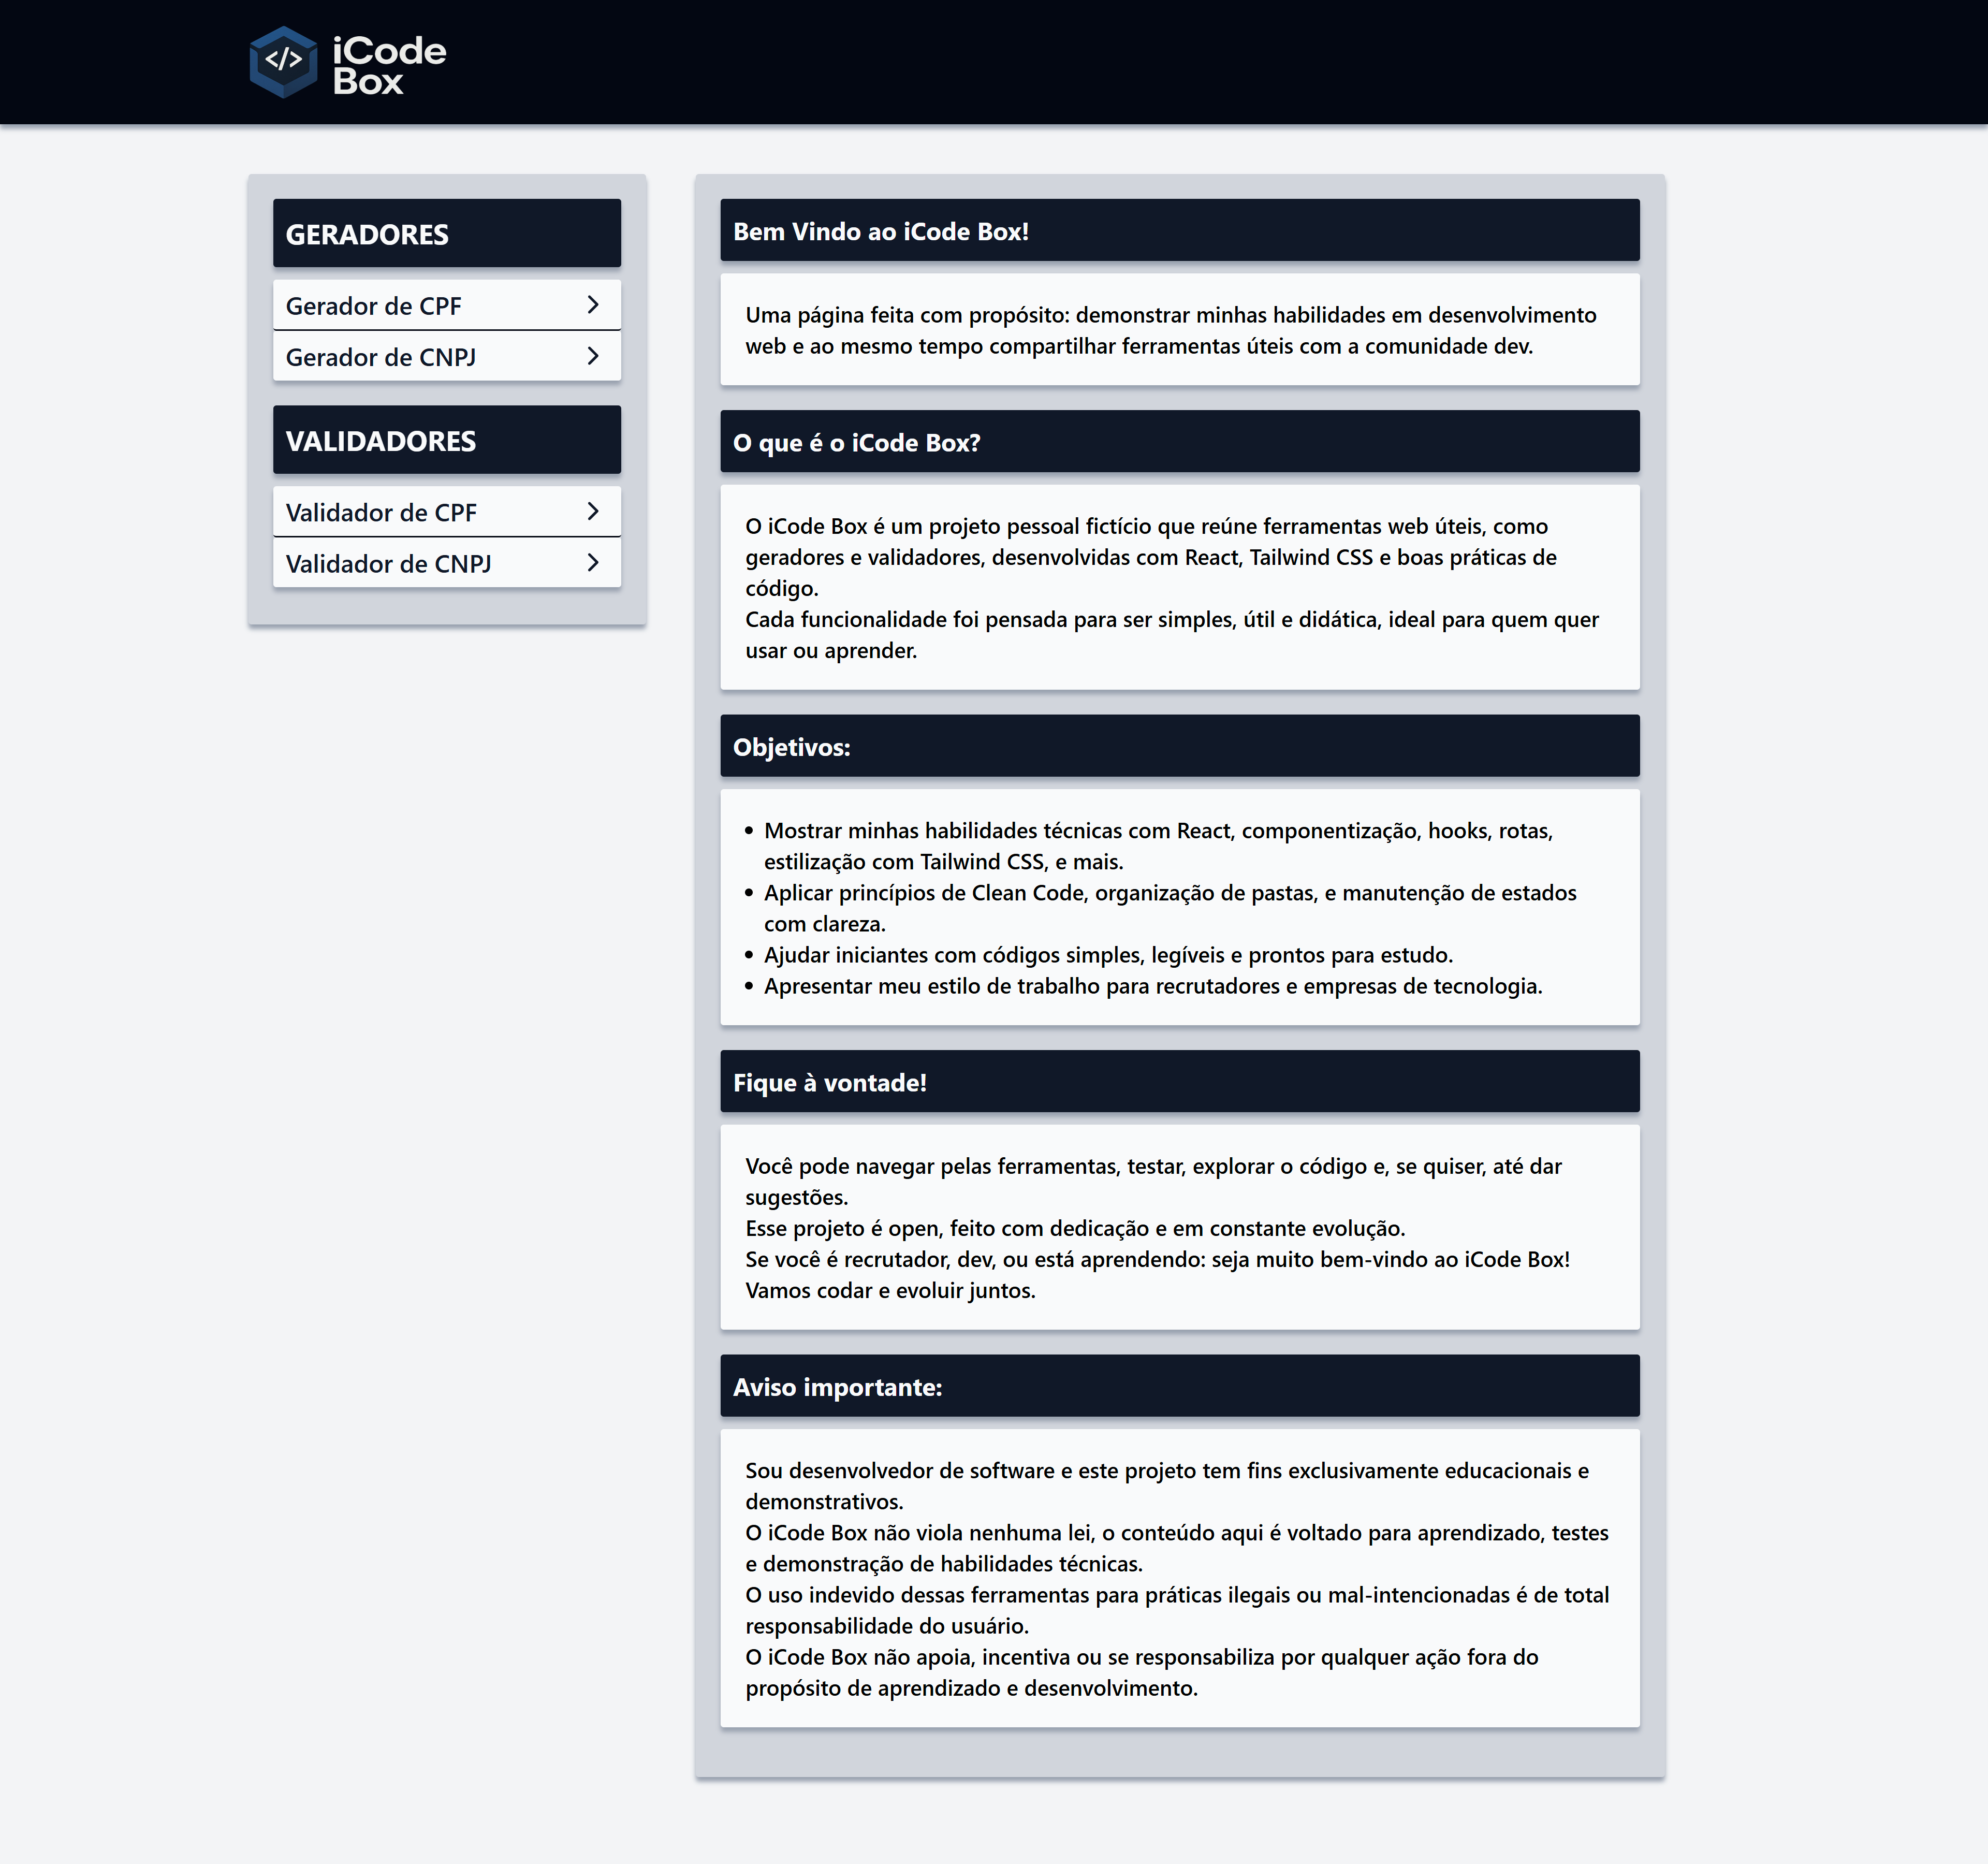 </> iCode
Box
GERADORES
Gerador de CPF
Gerador de CNPJ
VALIDADORES
Validador de CPF
Validador de CNPJ
Bem Vindo ao iCode Box!
Uma página feita com propósito: demonstrar minhas habilidades em desenvolvimento
web e ao mesmo tempo compartilhar ferramentas úteis com a comunidade dev.
O que é o iCode Box?
O iCode Box é um projeto pessoal fictício que reúne ferramentas web úteis, como
geradores e validadores, desenvolvidas com React, Tailwind CSS e boas práticas de
código.
Cada funcionalidade foi pensada para ser simples, útil e didática, ideal para quem quer
usar ou aprender.
Objetivos:
• Mostrar minhas habilidades técnicas com React, componentização, hooks, rotas,
estilização com Tailwind CSS, e mais.
• Aplicar princípios de Clean Code, organização de pastas, e manutenção de estados
com clareza.
• Ajudar iniciantes com códigos simples, legíveis e prontos para estudo.
• Apresentar meu estilo de trabalho para recrutadores e empresas de tecnologia.
Fique à vontade!
Você pode navegar pelas ferramentas, testar, explorar o código e, se quiser, até dar
sugestões.
Esse projeto é open, feito com dedicação e em constante evolução.
Se você é recrutador, dev, ou está aprendendo: seja muito bem-vindo ao iCode Box!
Vamos codar e evoluir juntos.
Aviso importante:
Sou desenvolvedor de software e este projeto tem fins exclusivamente educacionais e
demonstrativos.
O iCode Box não viola nenhuma lei, o conteúdo aqui é voltado para aprendizado, testes
e demonstração de habilidades técnicas.
O uso indevido dessas ferramentas para práticas ilegais ou mal-intencionadas é de total
responsabilidade do usuário.
O iCode Box não apoia, incentiva ou se responsabiliza por qualquer ação fora do
propósito de aprendizado e desenvolvimento.